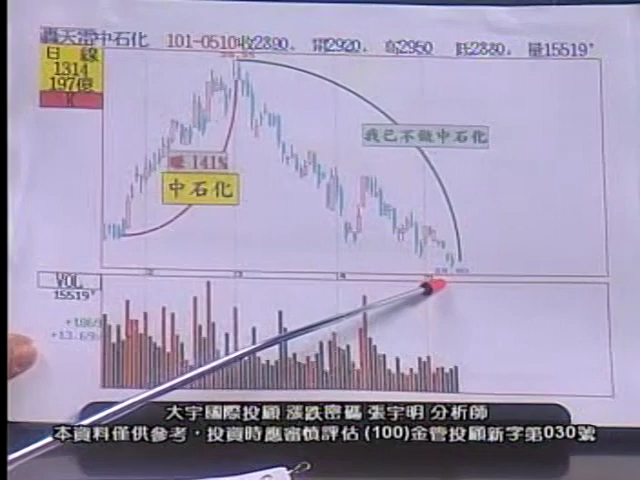 轟天雷中石化 101-0510收2890, 開2920, 高2950 低2880, 量15519
日線
1314
197億
K
我已不做中石化
141%
中石化
2 3 4
VOL
15519
大宇國際投顧 漲跌密碼 張宇明 分析師
本資料僅供參考,投資時應審慎評估(100)金管投顧新字第030號